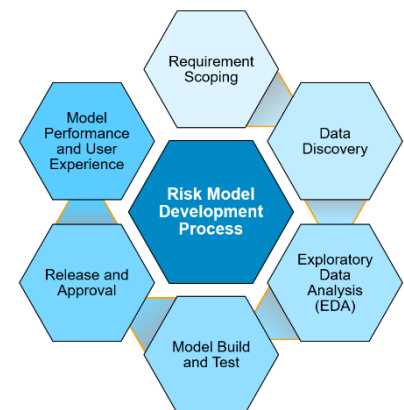 Requirement
Scoping
Model
Performance
and User
Experience
Data
Discovery
Risk Model
Development
Process
Release and
Approval
Exploratory
Data
Analysis
(EDA)
Model Build
and Test